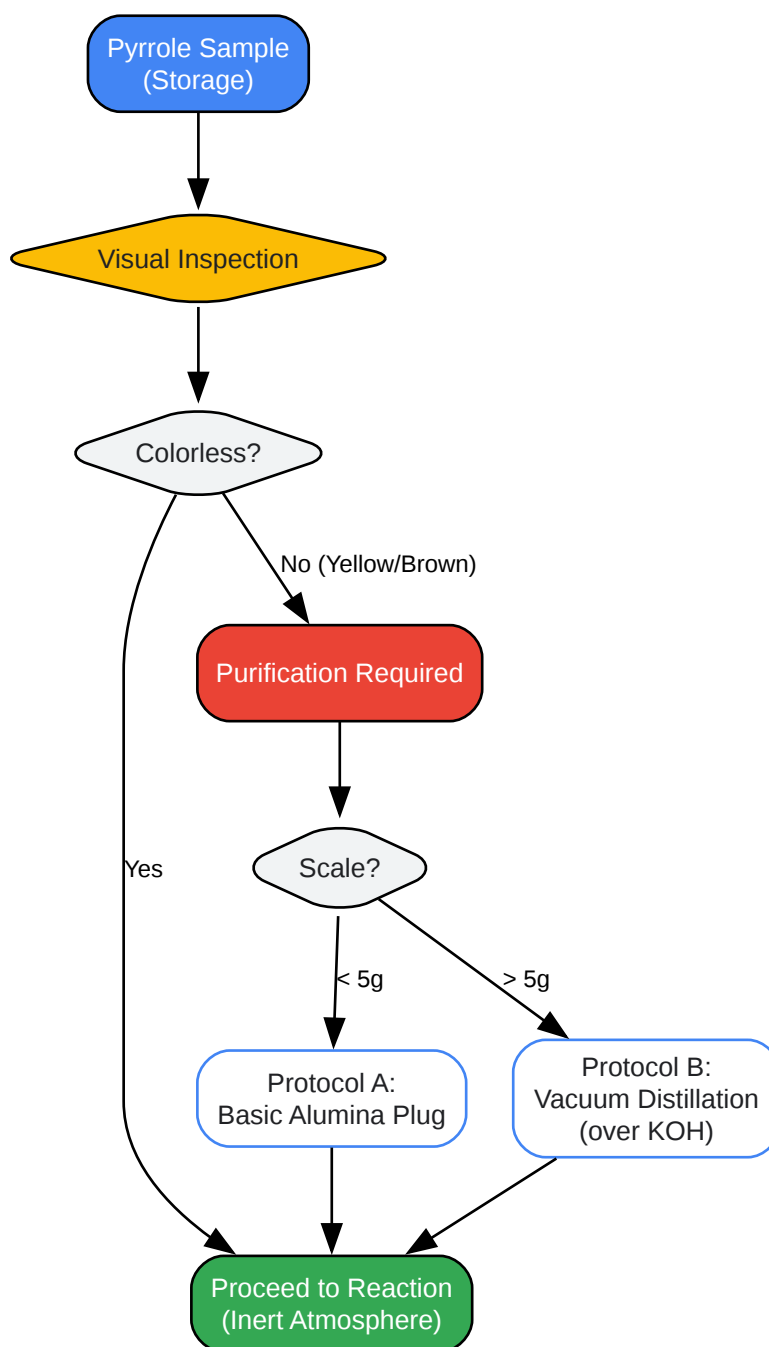 Pyrrole Sample
(Storage)
Visual Inspection
Colorless?
No (Yellow/Brown)
Purification Required
Yes
Scale?
< 5g
> 5g
Protocol A:
Basic Alumina Plug
Protocol B:
Vacuum Distillation
(over KOH)
Proceed to Reaction
(Inert Atmosphere)